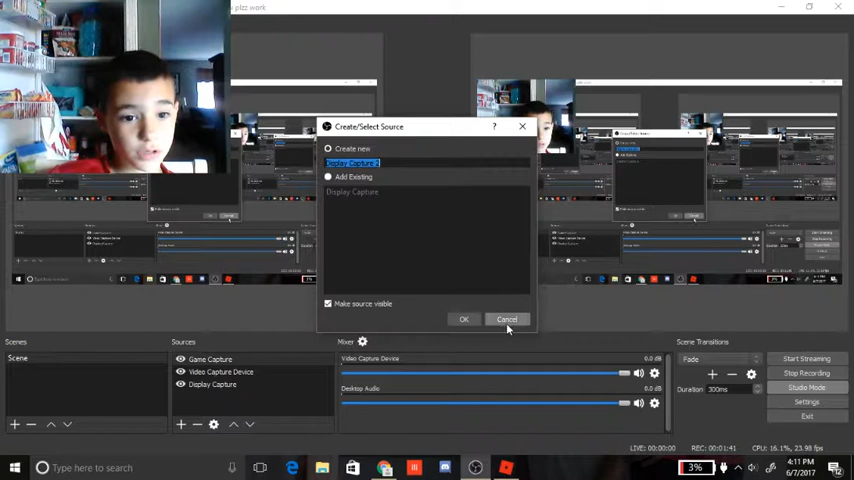 plzz work
Create/Select Source
?
Create new
Display Capture 2
Add Existing
Display Capture
Make source visible
OK
Cancel
Scenes
Sources
Mixer
Scene Transitions
Scene
Game Capture
Video Capture Device
Display Capture
Video Capture Device
0.0 dB
Desktop Audio
0.0 dB
Fade
Duration
300ms
Start Streaming
Stop Recording
Studio Mode
Settings
Exit
LIVE: 00:00:00
REC: 00:01:41
CPU: 16.1%, 23.98 fps
Type here to search
3%
4:11 PM
6/7/2017